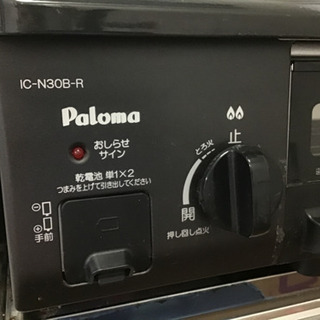 IC-N30B-R
Paloma
おしらせ
サイン
乾電池 単1×2
つまみを上げて引き出してください
手前
止
とろ火
開
押し回し点火